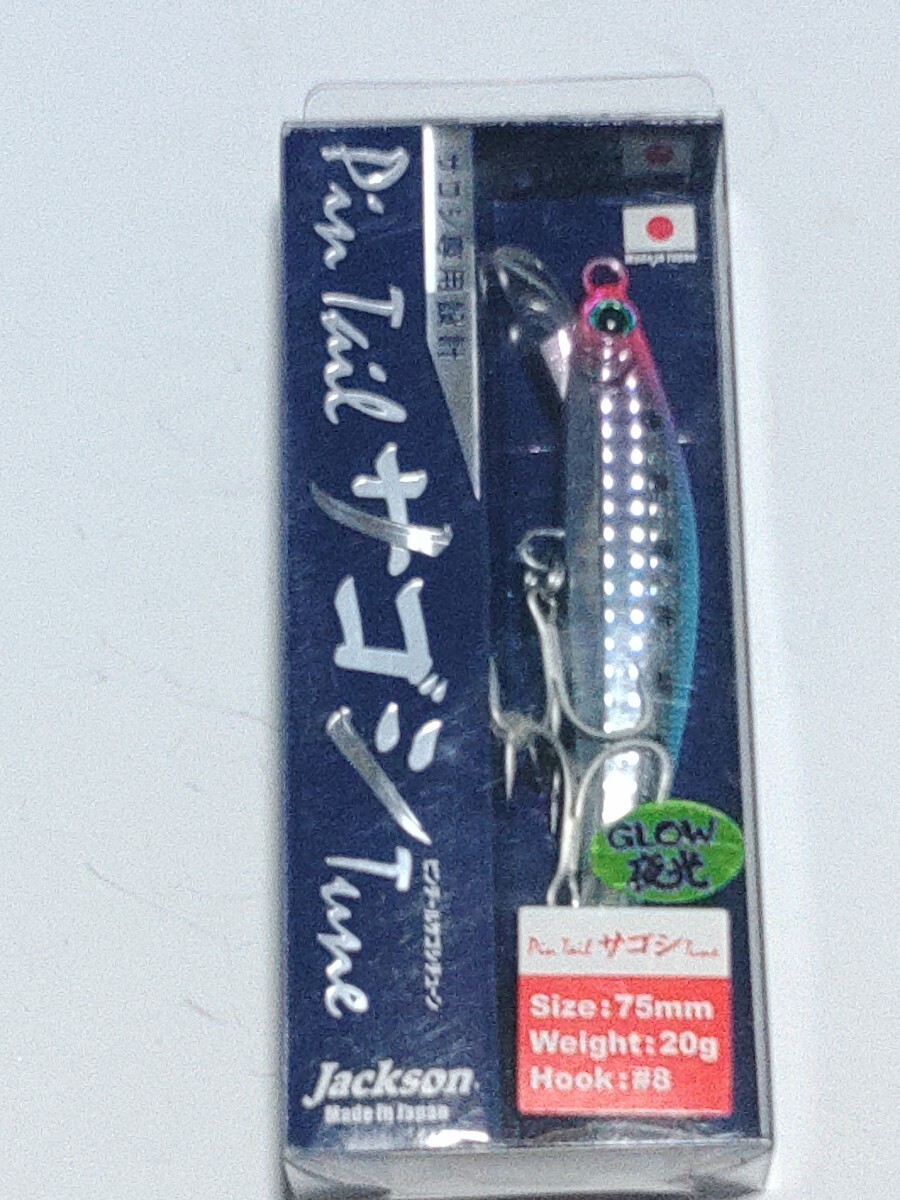 Pin Tail サゴシ Tune
サゴシ専用設計
ピンテールサゴシチューン
Jackson
Made in Japan
GLOW
夜光
Pin Tail サゴシ Tune
Size:75mm
Weight:20g
Hook:#8